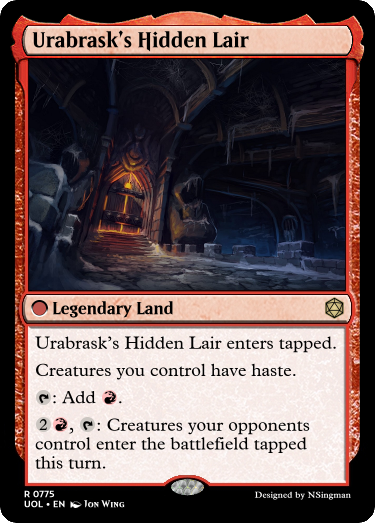 Urabrask's Hidden Lair
Legendary Land
Urabrask's Hidden Lair enters tapped.
Creatures you control have haste.
: Add .
2 , : Creatures your opponents
control enter the battlefield tapped
this turn.
R 0775
UOL • EN Jon Wing
Designed by NSingman